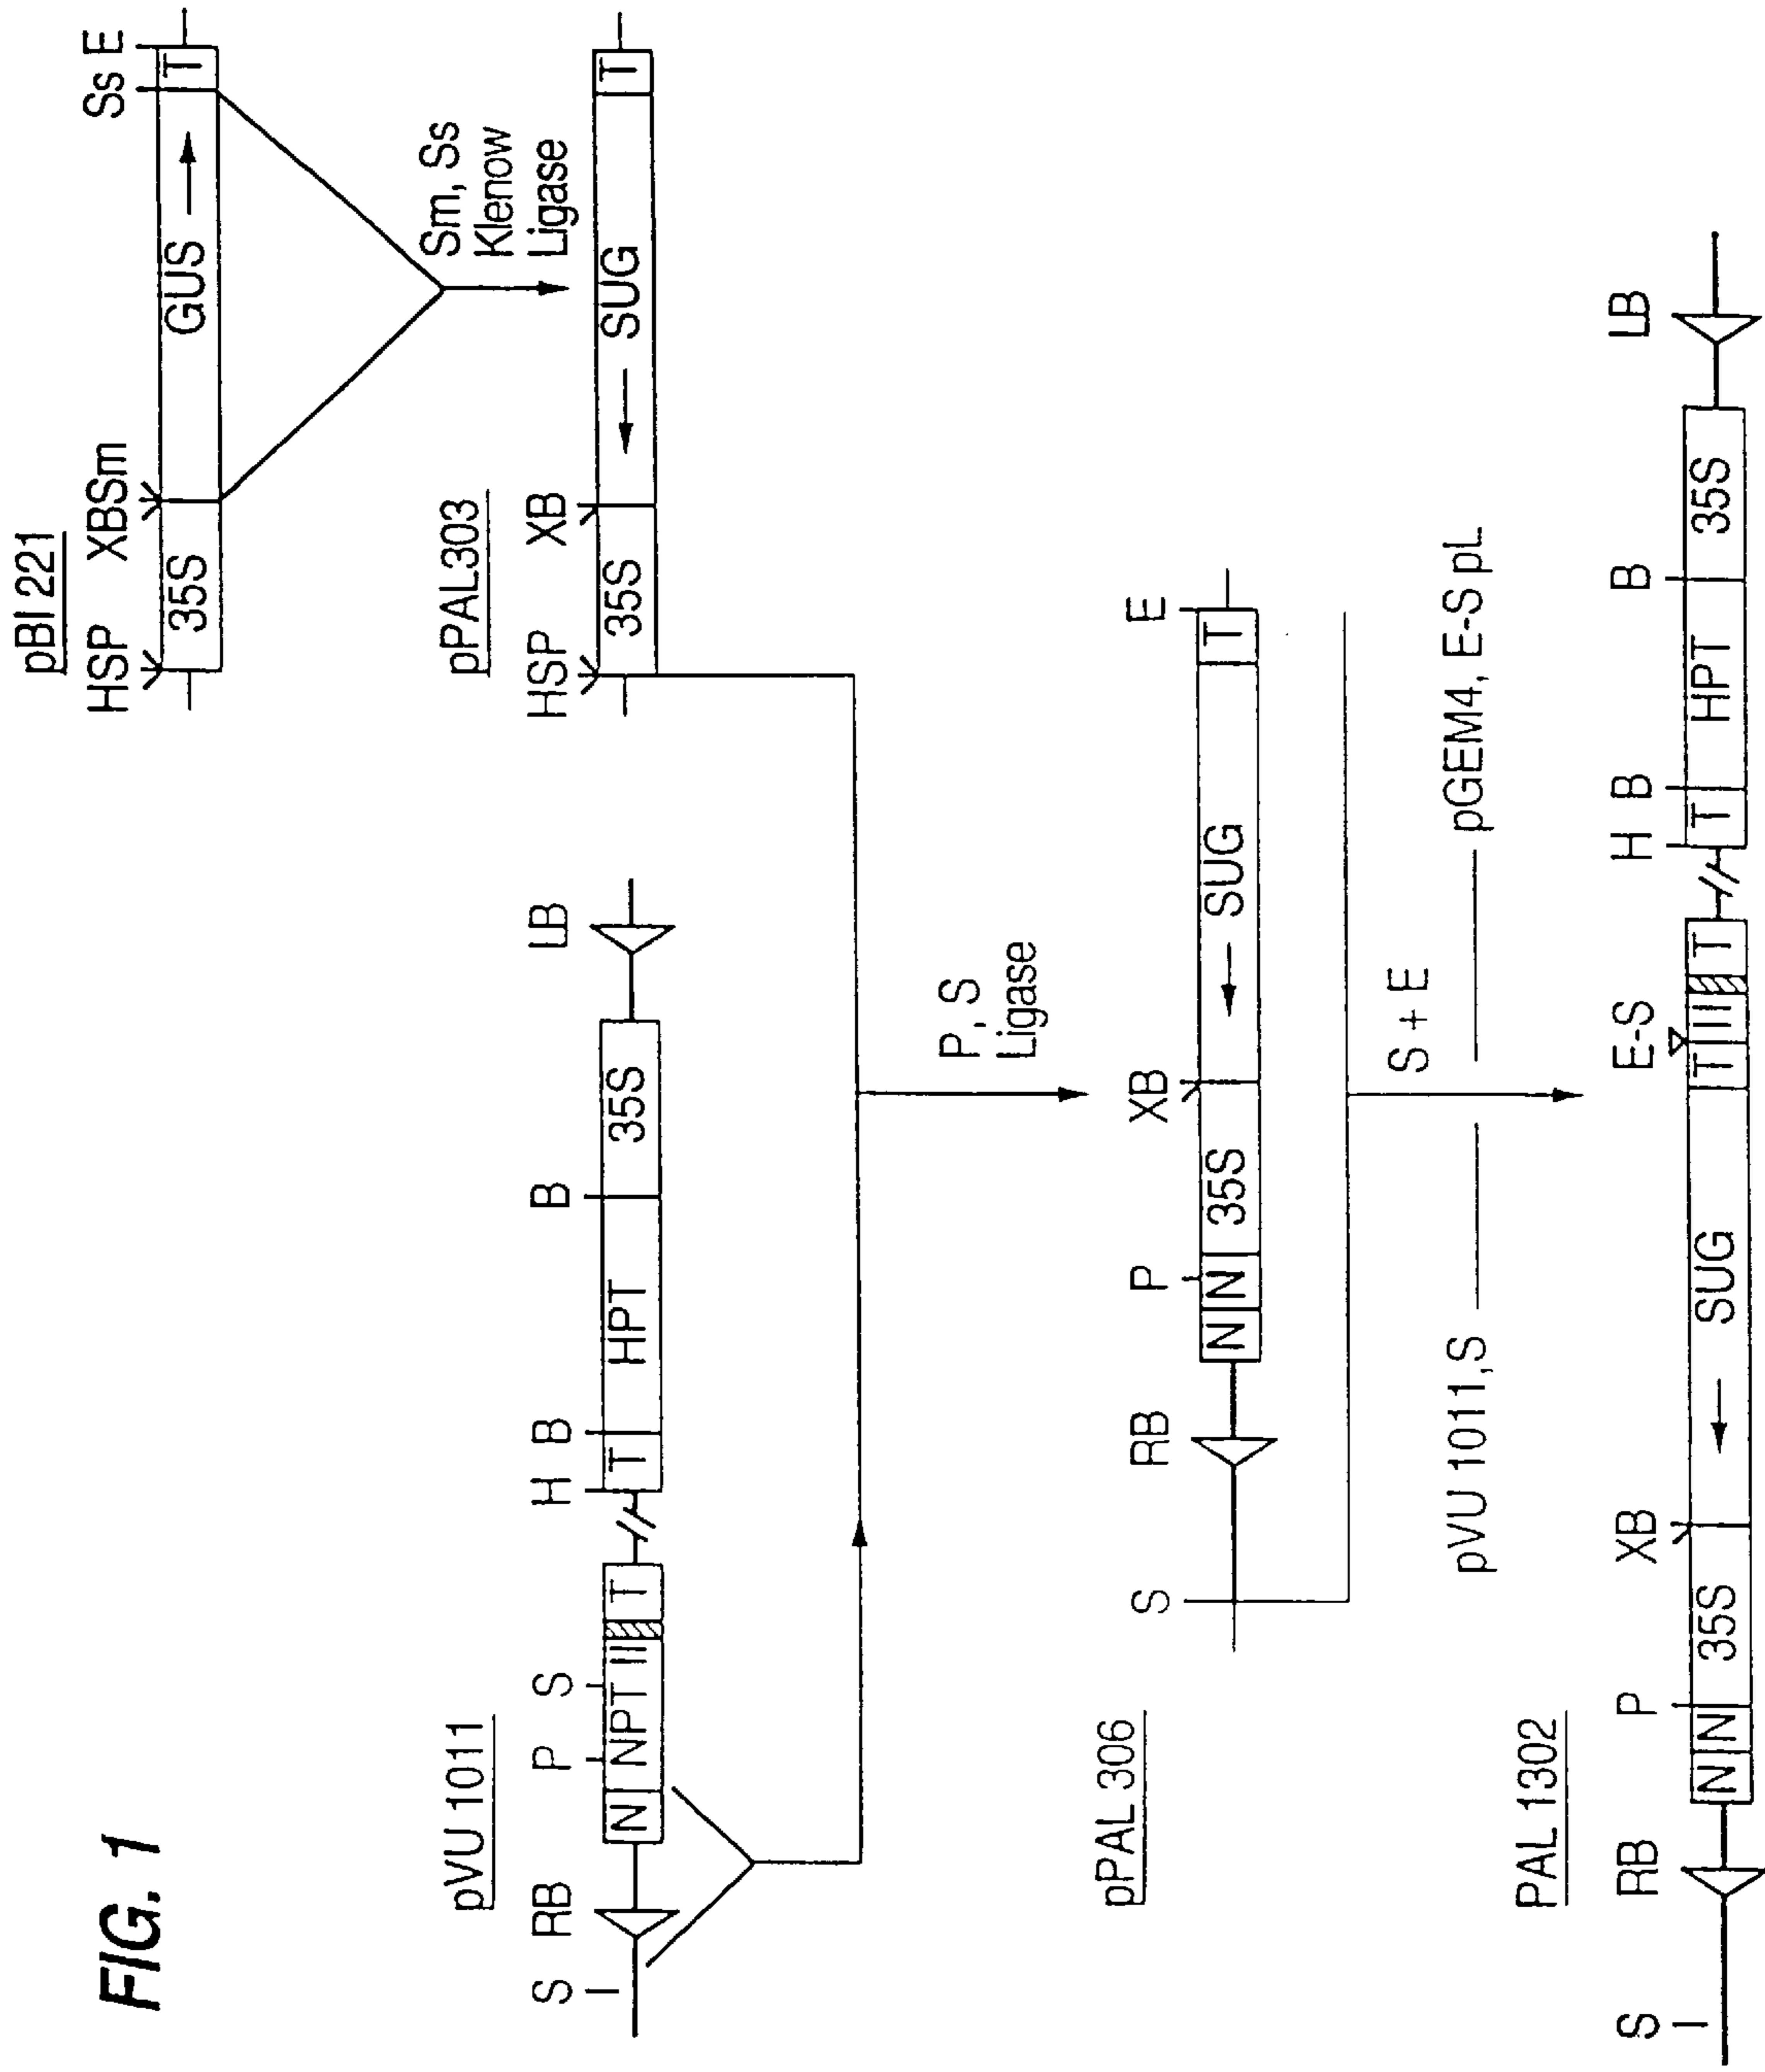 FIG. 1
pBI 221
HSP XBSm Ss E
35S GUS T
Sm, Ss
Klenow
Ligase
pVU 1011
S RB P S H B B LB
N NPT II T T HPT 35S
pPAL303
HSP XB
35S SUG T
P, S
Ligase
pPAL 306
S RB P XB E
N N 35S SUG T
S + E
pVU 1011,S pGEM4, E-S pL
PAL 1302
S RB P XB E-S H B B LB
N N 35S SUG T II T T HPT 35S